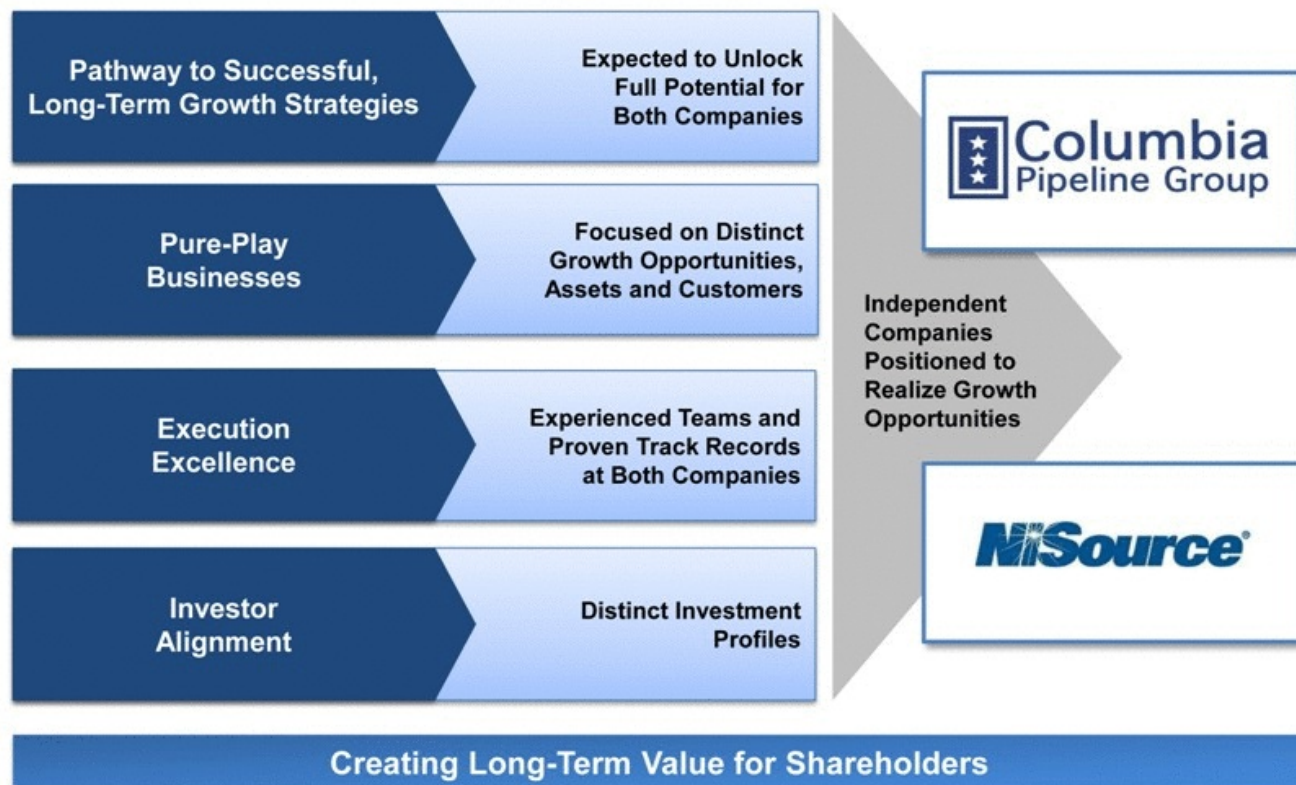 Pathway to Successful,
Long-Term Growth Strategies
Expected to Unlock
Full Potential for
Both Companies
Pure-Play
Businesses
Focused on Distinct
Growth Opportunities,
Assets and Customers
Execution
Excellence
Experienced Teams and
Proven Track Records
at Both Companies
Investor
Alignment
Distinct Investment
Profiles
Independent
Companies
Positioned to
Realize Growth
Opportunities
Columbia
Pipeline Group
NiSource®
Creating Long-Term Value for Shareholders